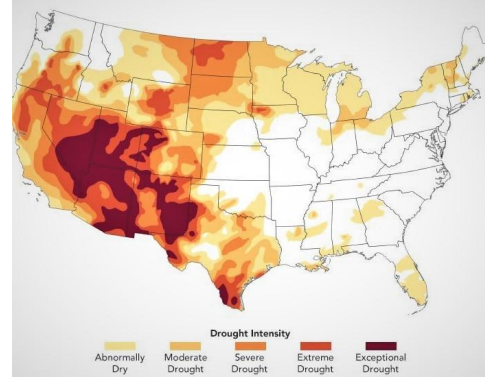 Drought Intensity
Abnormally Moderate Severe Extreme Exceptional
Dry Drought Drought Drought Drought